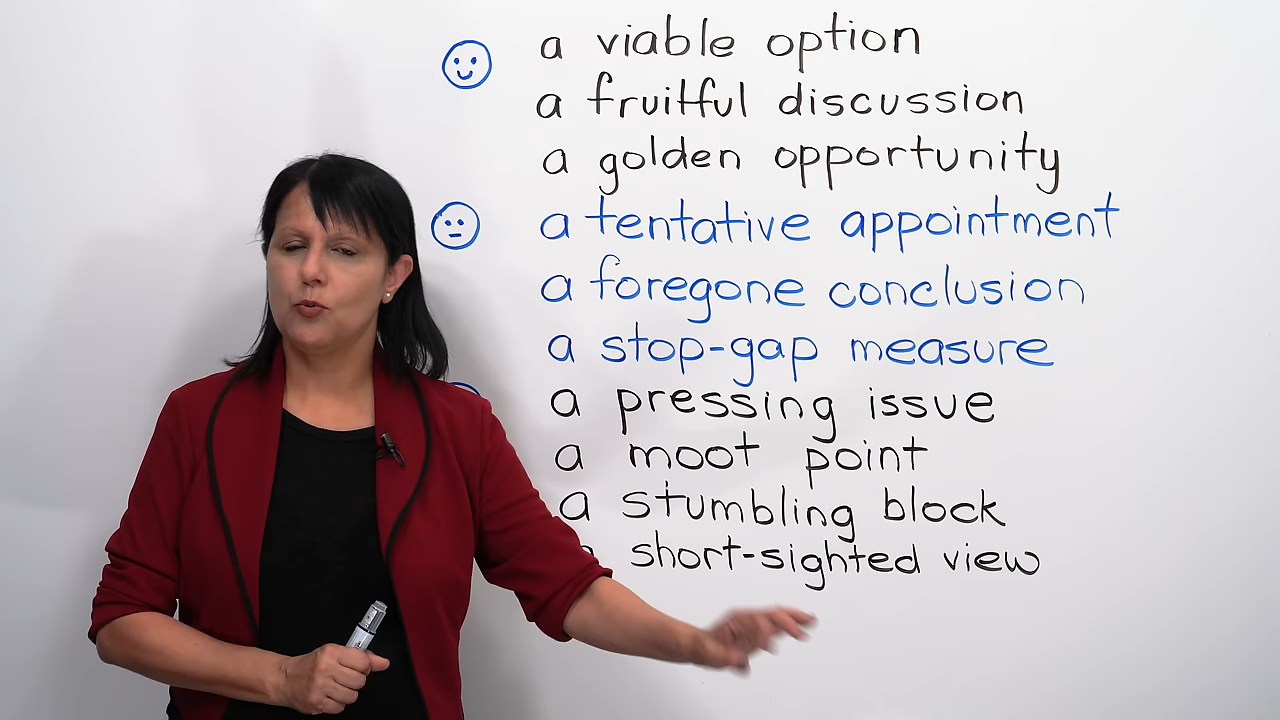 a viable option
a fruitful discussion
a golden opportunity
a tentative appointment
a foregone conclusion
a stop-gap measure
a pressing issue
a moot point
a stumbling block
short-sighted view